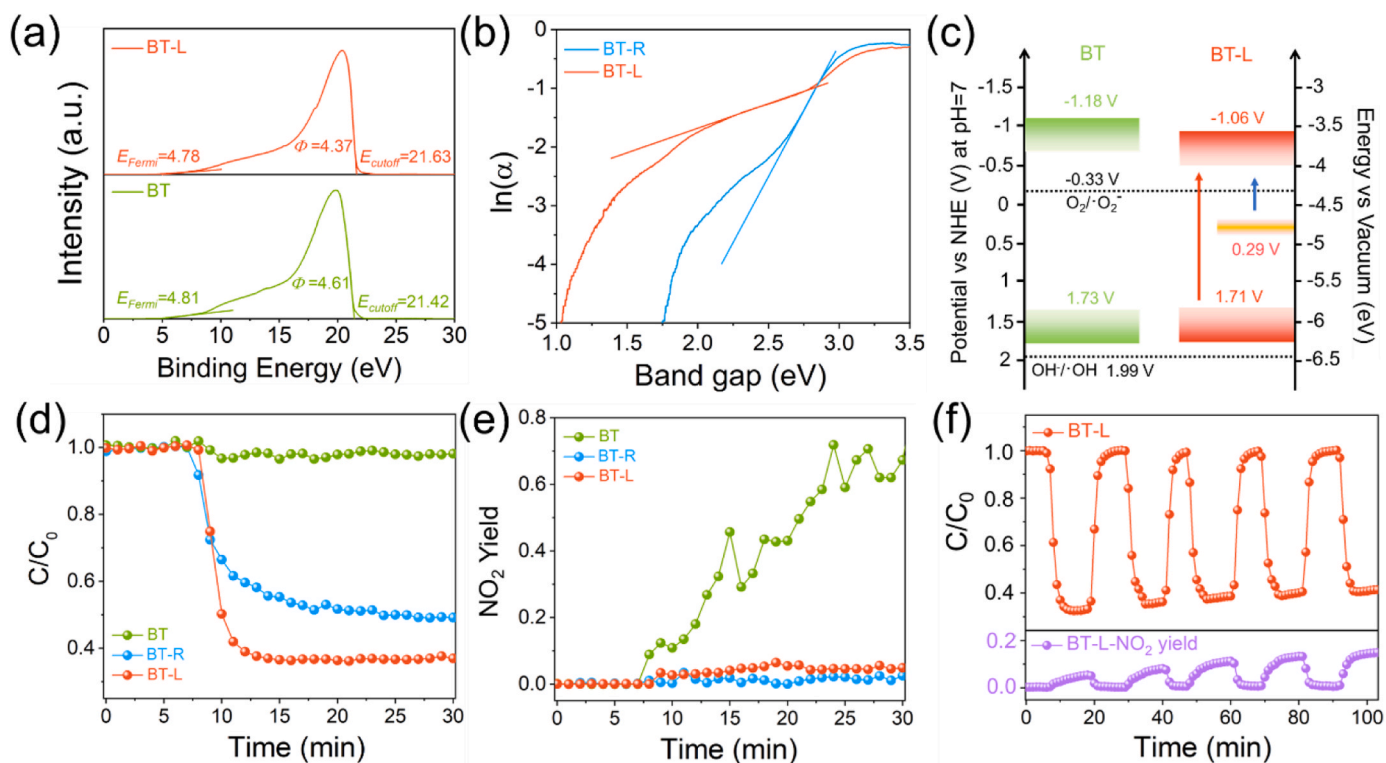 (a)
BT-L
E_Fermi=4.78
Φ=4.37
E_cutoff=21.63
BT
E_Fermi=4.81
Φ=4.61
E_cutoff=21.42
Intensity (a.u.)
0 5 10 15 20 25 30
Binding Energy (eV)
(b)
BT-R
BT-L
0
-1
-2
-3
-4
-5
ln(α)
1.0 1.5 2.0 2.5 3.0 3.5
Band gap (eV)
(c)
BT
BT-L
Potential vs NHE (V) at pH=7
-1.5
-1
-0.5
0
0.5
1
1.5
2
-1.18 V
-1.06 V
-0.33 V
O₂/·O₂⁻
0.29 V
1.73 V
1.71 V
OH⁻/·OH 1.99 V
-3
-3.5
-4
-4.5
-5
-5.5
-6
-6.5
Energy vs Vacuum (eV)
(d)
1.0
0.8
0.6
0.4
C/C₀
BT
BT-R
BT-L
0 5 10 15 20 25 30
Time (min)
(e)
0.8
0.6
0.4
0.2
0.0
NO₂ Yield
BT
BT-R
BT-L
0 5 10 15 20 25 30
Time (min)
(f)
BT-L
1.0
0.8
0.6
0.4
C/C₀
BT-L-NO₂ yield
0.2
0.0
0 20 40 60 80 100
Time (min)